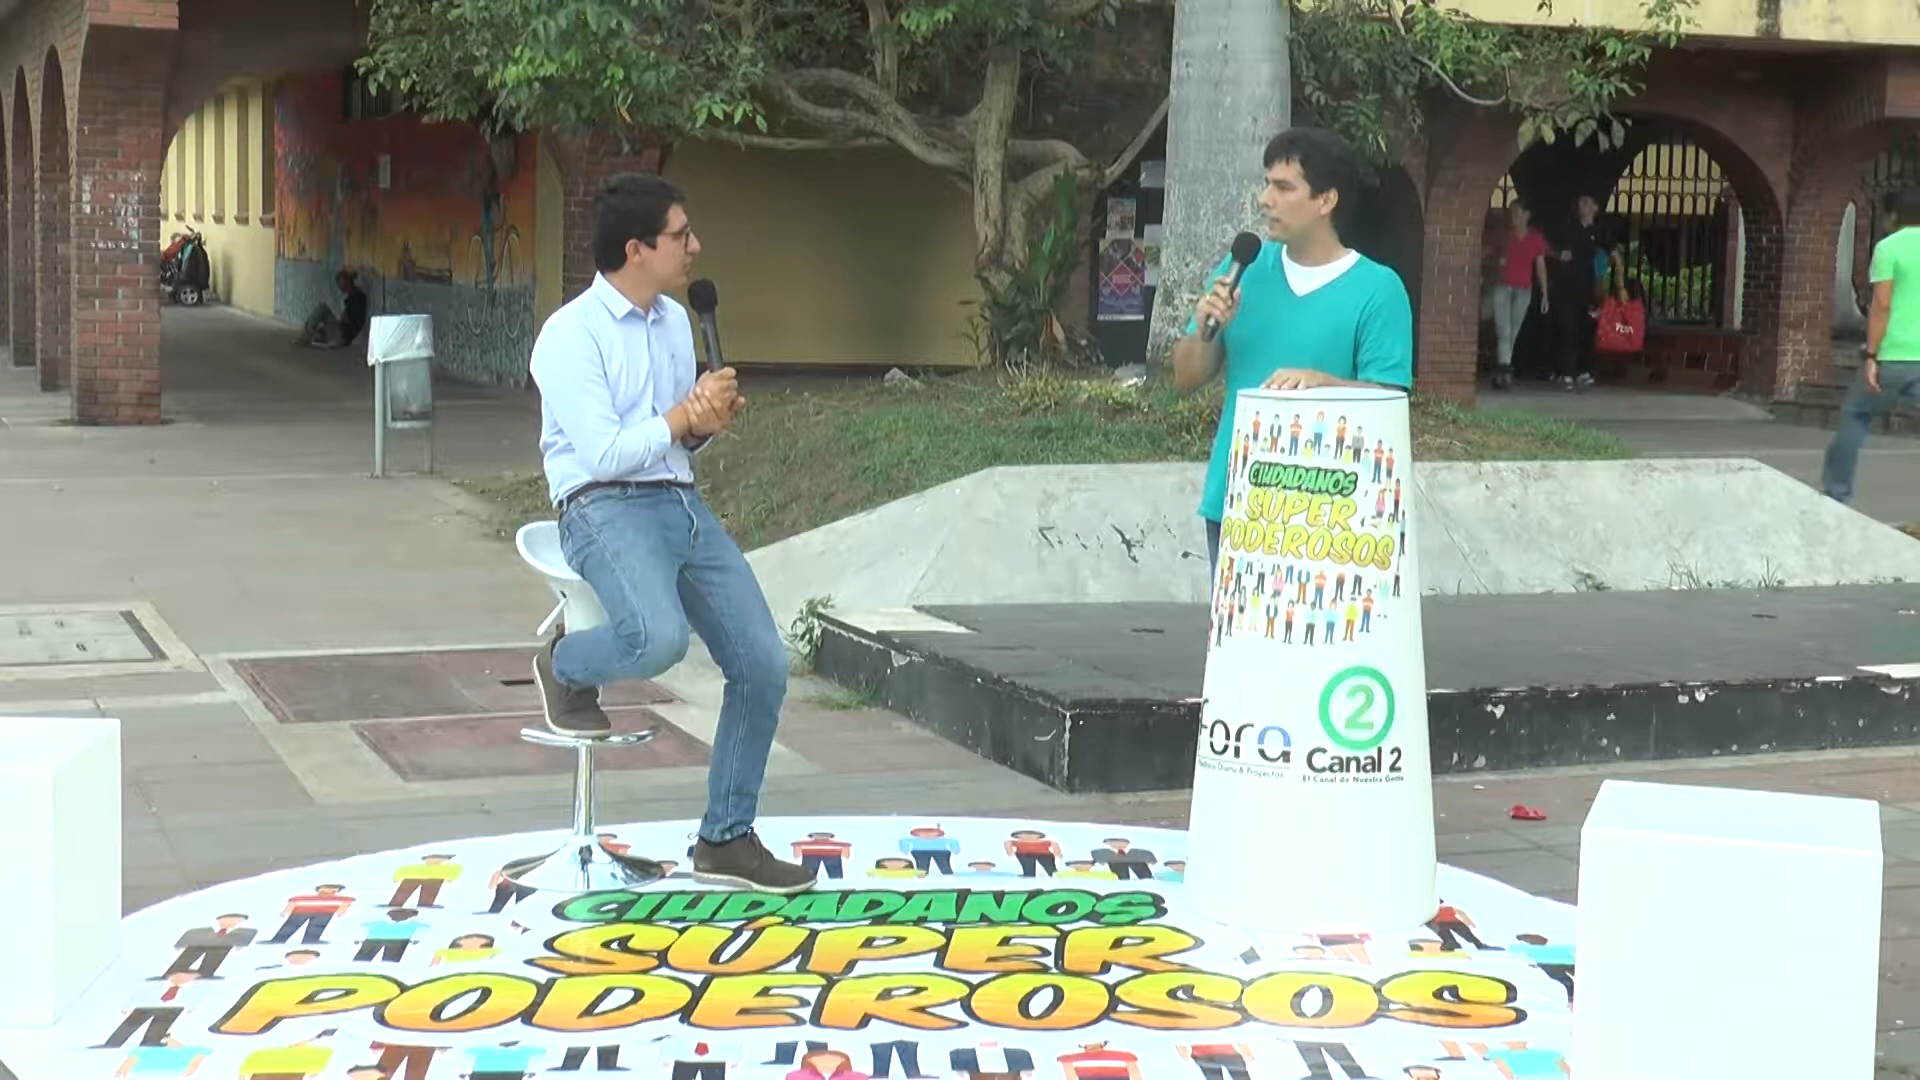 CIUDADANOS
SÚPER
PODEROSOS
fora
2
Canal 2
El Canal de Nuestra Gente
CIUDADANOS
SÚPER
PODEROSOS